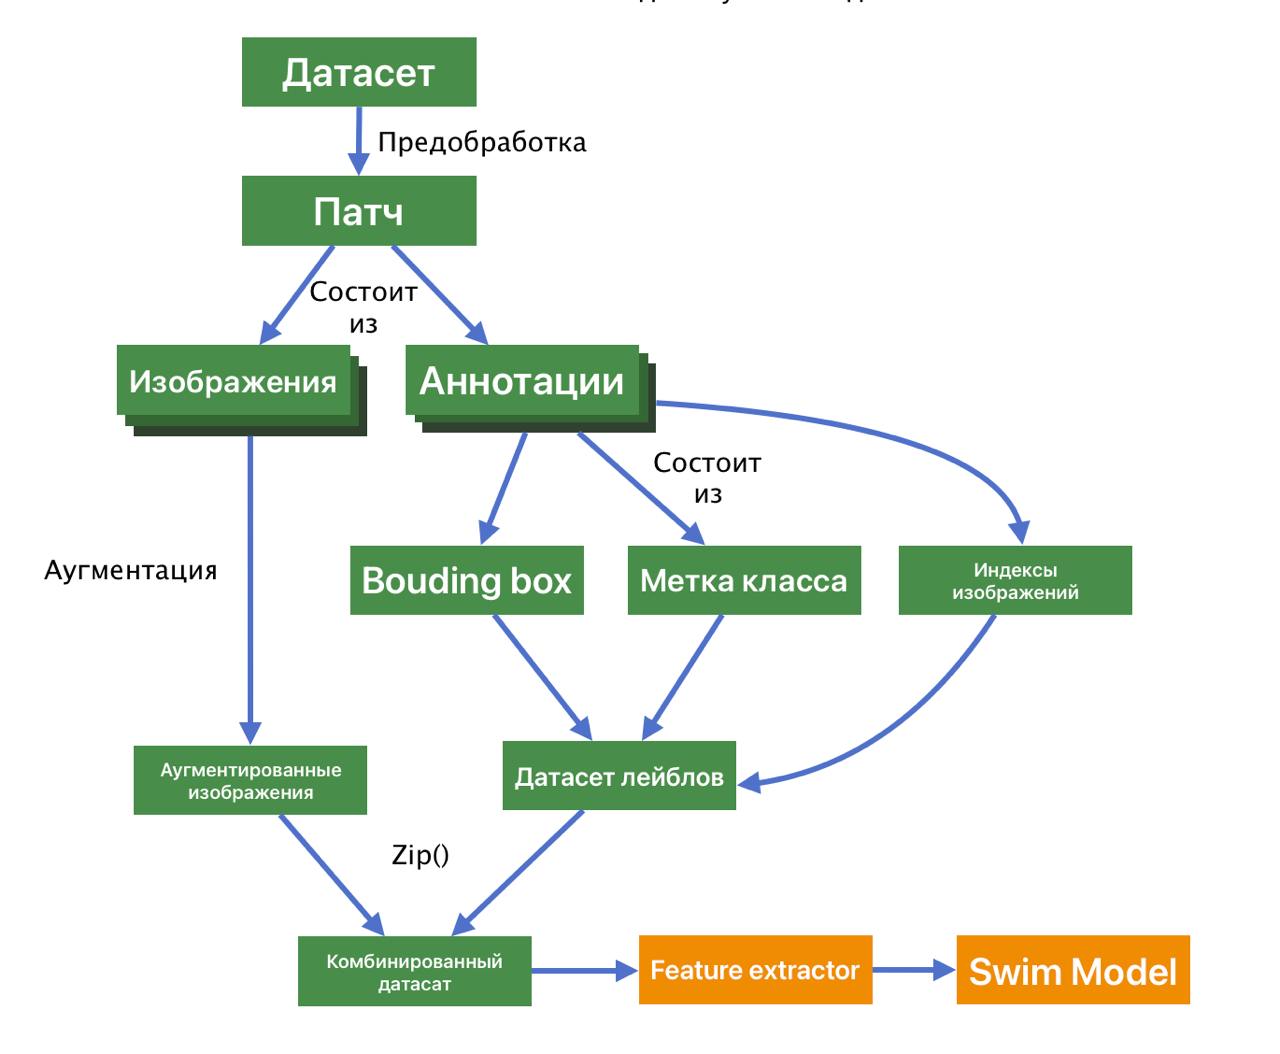 Датасет
Предобработка
Патч
Состоит
из
Изображения
Аннотации
Состоит
из
Аугментация
Bouding box
Метка класса
Индексы
изображений
Аугментированные
изображения
Датасет лейблов
Zip()
Комбинированный
датасат
Feature extractor
Swim Model